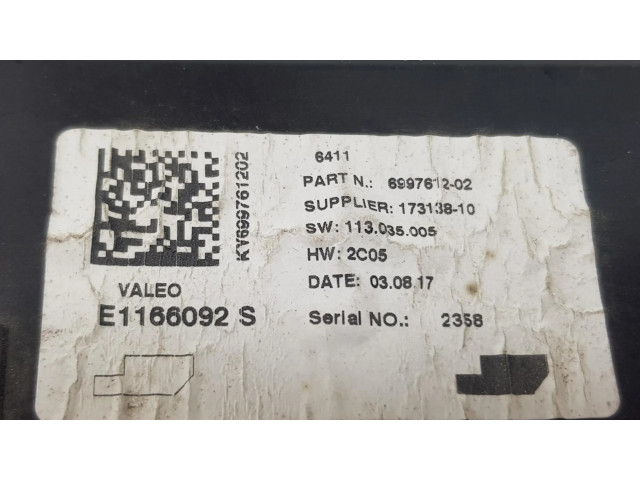 6411
PART N.: 6997612-02
SUPPLIER: 173138-10
SW: 113.035.005
HW: 2C05
DATE: 03.08.17
Serial NO.: 2358
KV699761202
VALEO
E1166092 S